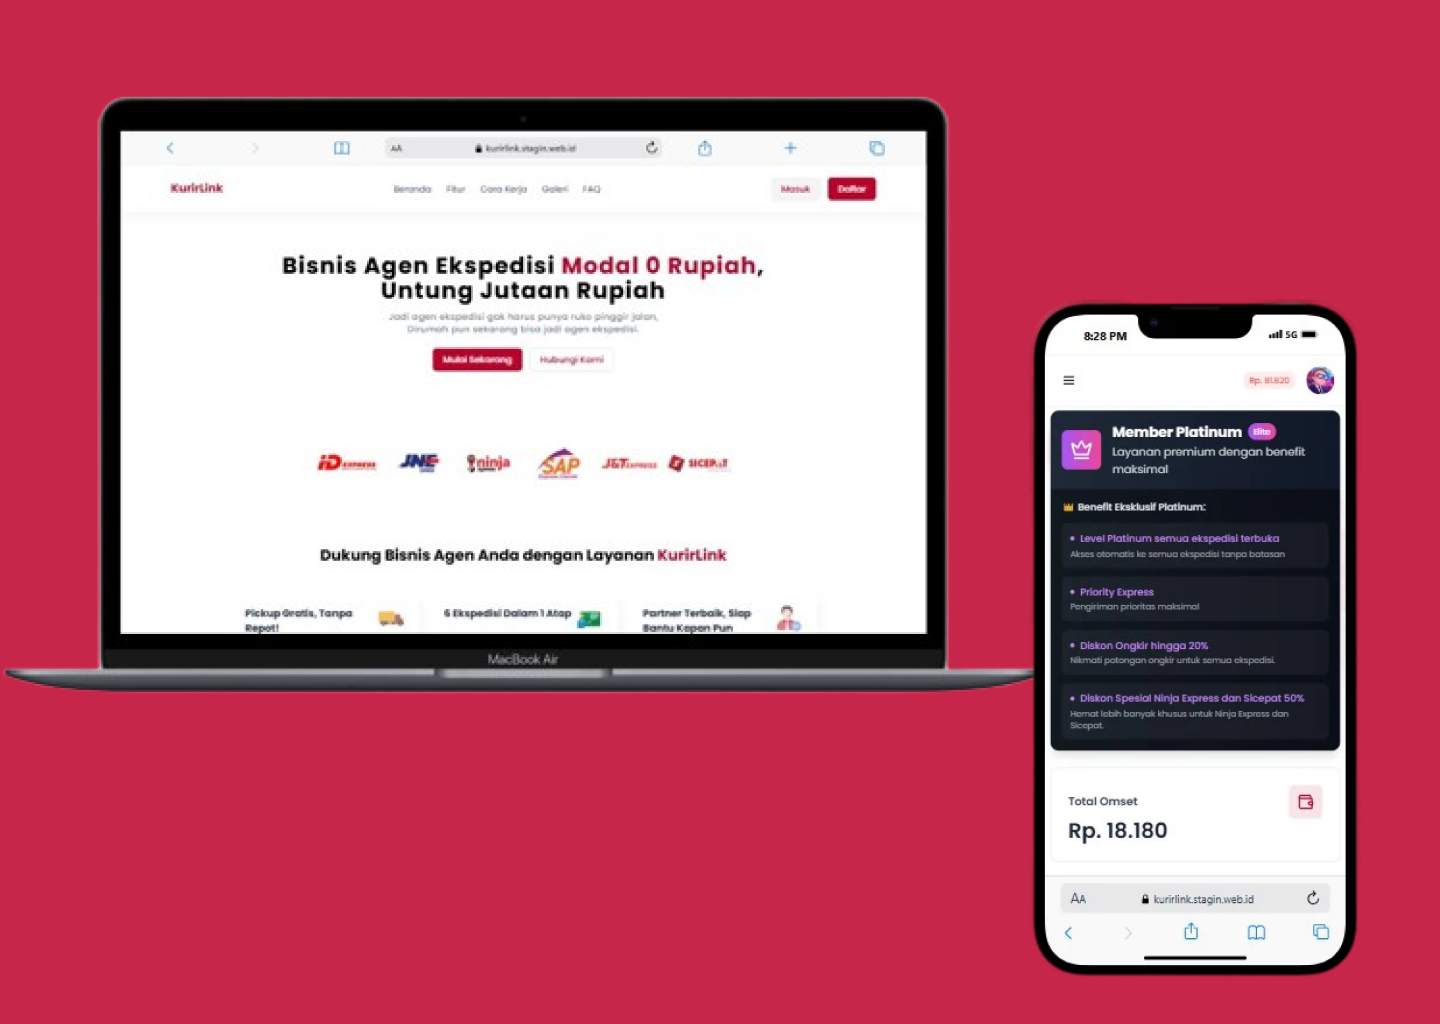 AA
kurirlink.stagin.web.id
KurirLink
Beranda Fitur Cara Kerja Galeri FAQ
Masuk
Daftar
Bisnis Agen Ekspedisi Modal 0 Rupiah,
Untung Jutaan Rupiah
Jadi agen ekspedisi gak harus punya ruko pinggir jalan,
Dirumah pun sekarang bisa jadi agen ekspedisi.
Mulai Sekarang
Hubungi Kami
iD EXPRESS
JNE
ninja
SAP
J&T EXPRESS
SICEPAT
Dukung Bisnis Agen Anda dengan Layanan KurirLink
Pickup Gratis, Tanpa
Repot!
6 Ekspedisi Dalam 1 Atap
Partner Terbaik, Siap
Bantu Kapan Pun
MacBook Air
8:28 PM
5G
Rp. 81.820
Member Platinum Elite
Layanan premium dengan benefit
maksimal
Benefit Eksklusif Platinum:
• Level Platinum semua ekspedisi terbuka
Akses otomatis ke semua ekspedisi tanpa batasan
• Priority Express
Pengiriman prioritas maksimal
• Diskon Ongkir hingga 20%
Nikmati potongan ongkir untuk semua ekspedisi.
• Diskon Spesial Ninja Express dan Sicepat 50%
Hemat lebih banyak khusus untuk Ninja Express dan
Sicepat.
Total Omset
Rp. 18.180
AA
kurirlink.stagin.web.id